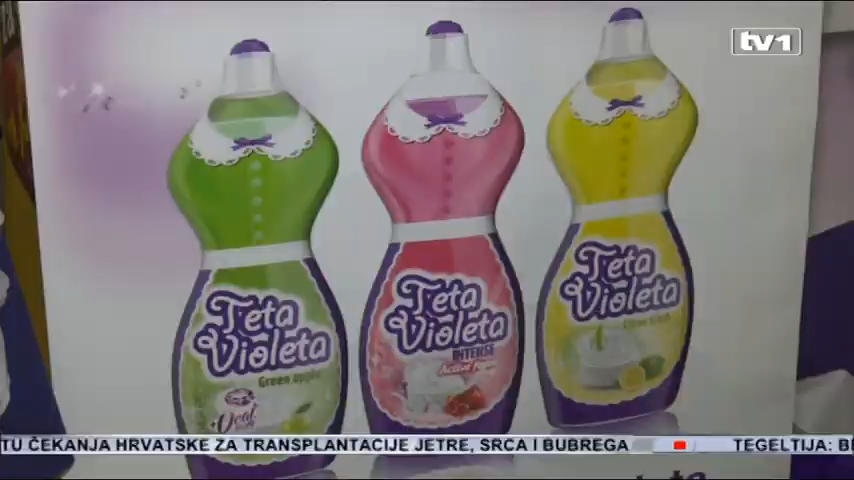 tv1
Teta
Violeta
Green Apple
Ocat
Teta
Violeta
INTENSE
Active
Teta
Violeta
TU ČEKANJA HRVATSKE ZA TRANSPLANTACIJE JETRE, SRCA I BUBREGA
TEGELTIJA: